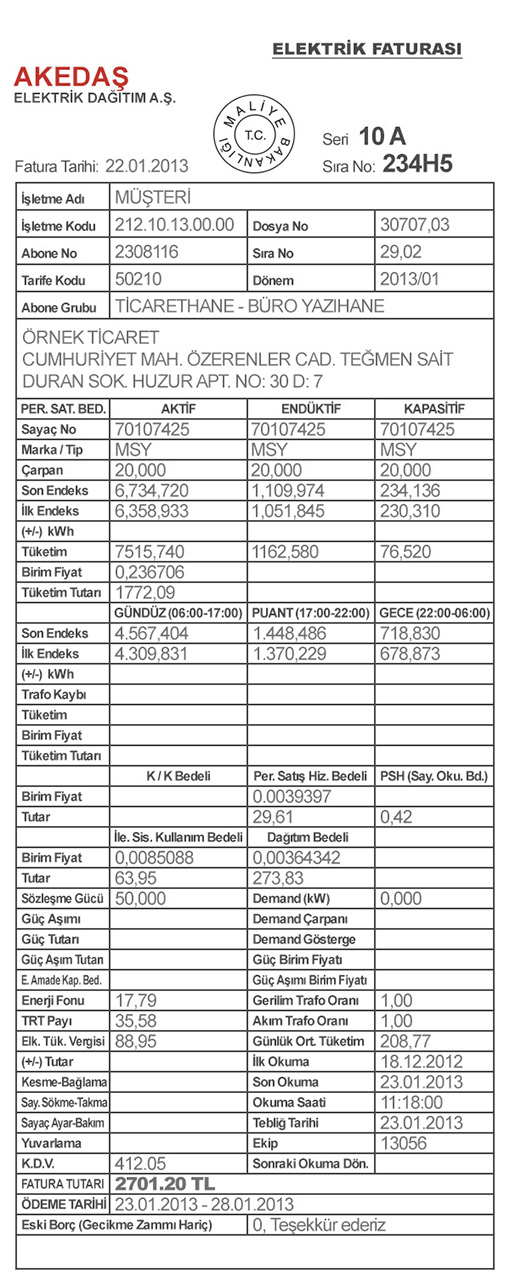 ELEKTRİK FATURASI
AKEDAŞ
ELEKTRİK DAĞITIM A.Ş.
T.C. MALİYE BAKANLIĞI
Seri 10 A
Fatura Tarihi: 22.01.2013 Sıra No: 234H5
İşletme Adı MÜŞTERİ
İşletme Kodu 212.10.13.00.00 Dosya No 30707,03
Abone No 2308116 Sıra No 29,02
Tarife Kodu 50210 Dönem 2013/01
Abone Grubu TİCARETHANE - BÜRO YAZIHANE
ÖRNEK TİCARET
CUMHURİYET MAH. ÖZERENLER CAD. TEĞMEN SAİT
DURAN SOK. HUZUR APT. NO: 30 D: 7
PER. SAT. BED. AKTİF ENDÜKTİF KAPASİTİF
Sayaç No 70107425 70107425 70107425
Marka / Tip MSY MSY MSY
Çarpan 20,000 20,000 20,000
Son Endeks 6,734,720 1,109,974 234,136
İlk Endeks 6,358,933 1,051,845 230,310
(+/-) kWh
Tüketim 7515,740 1162,580 76,520
Birim Fiyat 0,236706
Tüketim Tutarı 1772,09
GÜNDÜZ (06:00-17:00) PUANT (17:00-22:00) GECE (22:00-06:00)
Son Endeks 4.567,404 1.448,486 718,830
İlk Endeks 4.309,831 1.370,229 678,873
(+/-) kWh
Trafo Kaybı
Tüketim
Birim Fiyat
Tüketim Tutarı
K / K Bedeli Per. Satış Hiz. Bedeli PSH (Say. Oku. Bd.)
Birim Fiyat 0.0039397
Tutar 29,61 0,42
İle. Sis. Kullanım Bedeli Dağıtım Bedeli
Birim Fiyat 0,0085088 0,00364342
Tutar 63,95 273,83
Sözleşme Gücü 50,000 Demand (kW) 0,000
Güç Aşımı Demand Çarpanı
Güç Tutarı Demand Gösterge
Güç Aşım Tutarı Güç Birim Fiyatı
E. Amade Kap. Bed. Güç Aşımı Birim Fiyatı
Enerji Fonu 17,79 Gerilim Trafo Oranı 1,00
TRT Payı 35,58 Akım Trafo Oranı 1,00
Elk. Tük. Vergisi 88,95 Günlük Ort. Tüketim 208,77
(+/-) Tutar İlk Okuma 18.12.2012
Kesme-Bağlama Son Okuma 23.01.2013
Say. Sökme-Takma Okuma Saati 11:18:00
Sayaç Ayar-Bakım Tebliğ Tarihi 23.01.2013
Yuvarlama Ekip 13056
K.D.V. 412.05 Sonraki Okuma Dön.
FATURA TUTARI 2701.20 TL
ÖDEME TARİHİ 23.01.2013 - 28.01.2013
Eski Borç (Gecikme Zammı Hariç) 0, Teşekkür ederiz